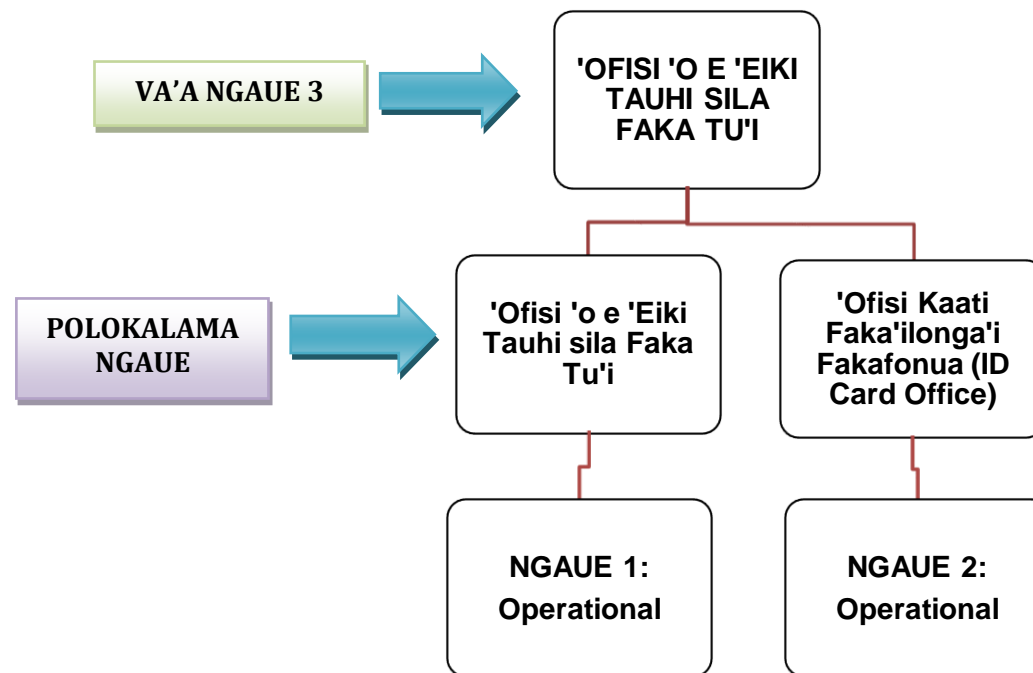 'OFISI 'O E 'EIKI
TAUHI SILA
FAKA TU'I
VA’A NGAUE 3
'Ofisi 'o e 'Eiki
Tauhi sila Faka
Tu'i
'Ofisi Kaati
Faka'ilonga'i
Fakafonua (ID
Card Office)
POLOKALAMA
NGAUE
NGAUE 1:
Operational
NGAUE 2:
Operational